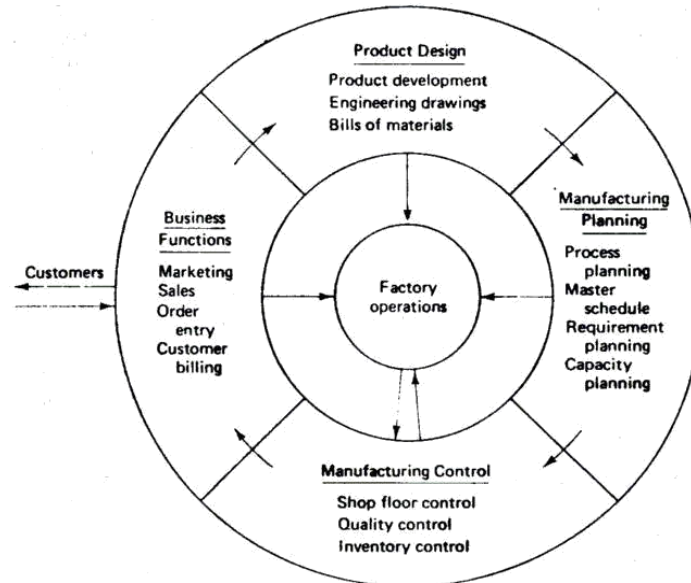 Product Design
Product development
Engineering drawings
Bills of materials
Manufacturing
Planning
Process
planning
Master
schedule
Requirement
planning
Capacity
planning
Business
Functions
Marketing
Sales
Order
entry
Customer
billing
Customers
Factory
operations
Manufacturing Control
Shop floor control
Quality control
Inventory control